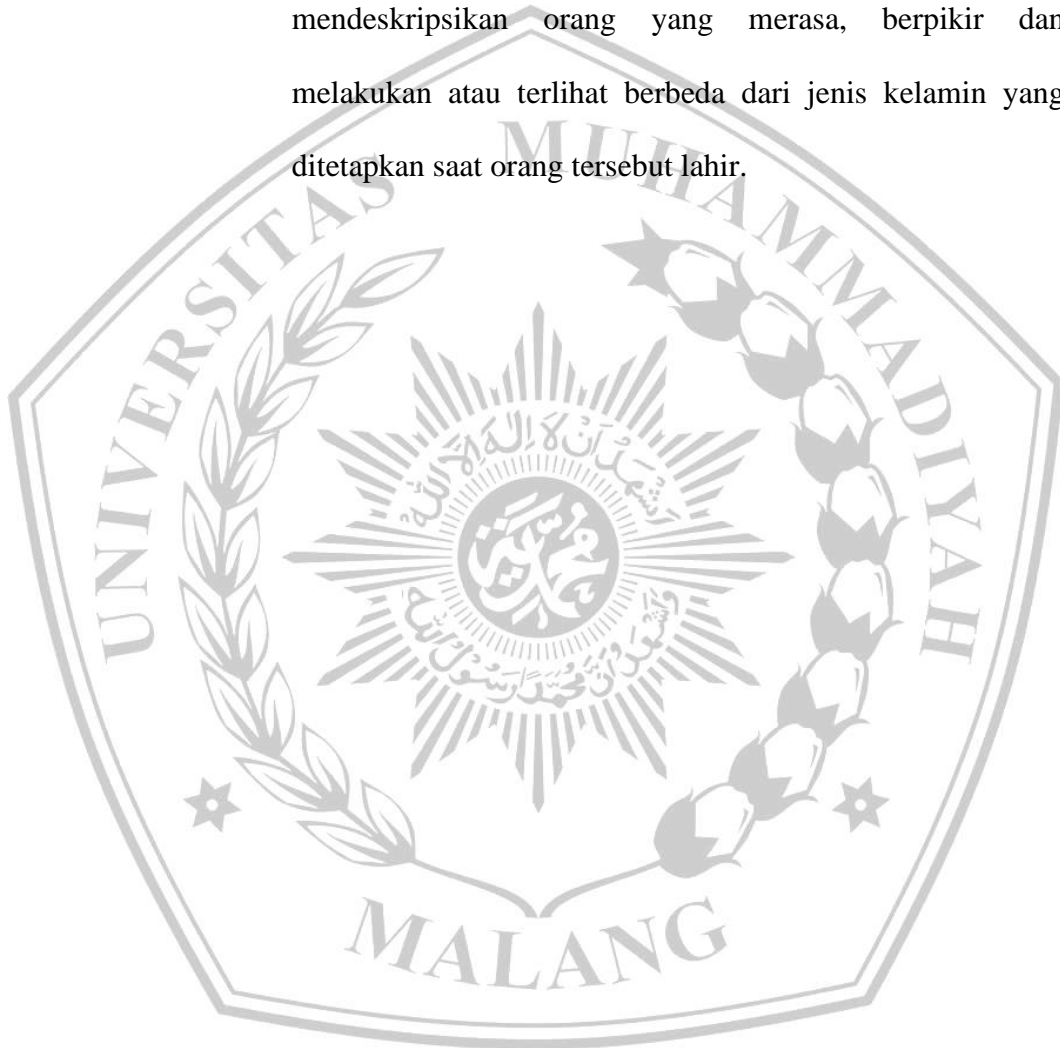 mendeskripsikan orang yang merasa, berpikir dan
melakukan atau terlihat berbeda dari jenis kelamin yang
ditetapkan saat orang tersebut lahir.
UNIVERSITAS MUHAMMADIYAH
MALANG